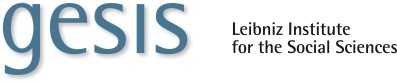 gesis
Leibniz Institute
for the Social Sciences